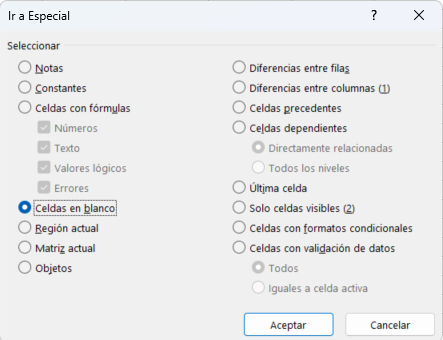 Ir a Especial
?
Seleccionar
Notas
Constantes
Celdas con fórmulas
Números
Texto
Valores lógicos
Errores
Celdas en blanco
Región actual
Matriz actual
Objetos
Diferencias entre filas
Diferencias entre columnas (1)
Celdas precedentes
Celdas dependientes
Directamente relacionadas
Todos los niveles
Última celda
Solo celdas visibles (2)
Celdas con formatos condicionales
Celdas con validación de datos
Todos
Iguales a celda activa
Aceptar
Cancelar